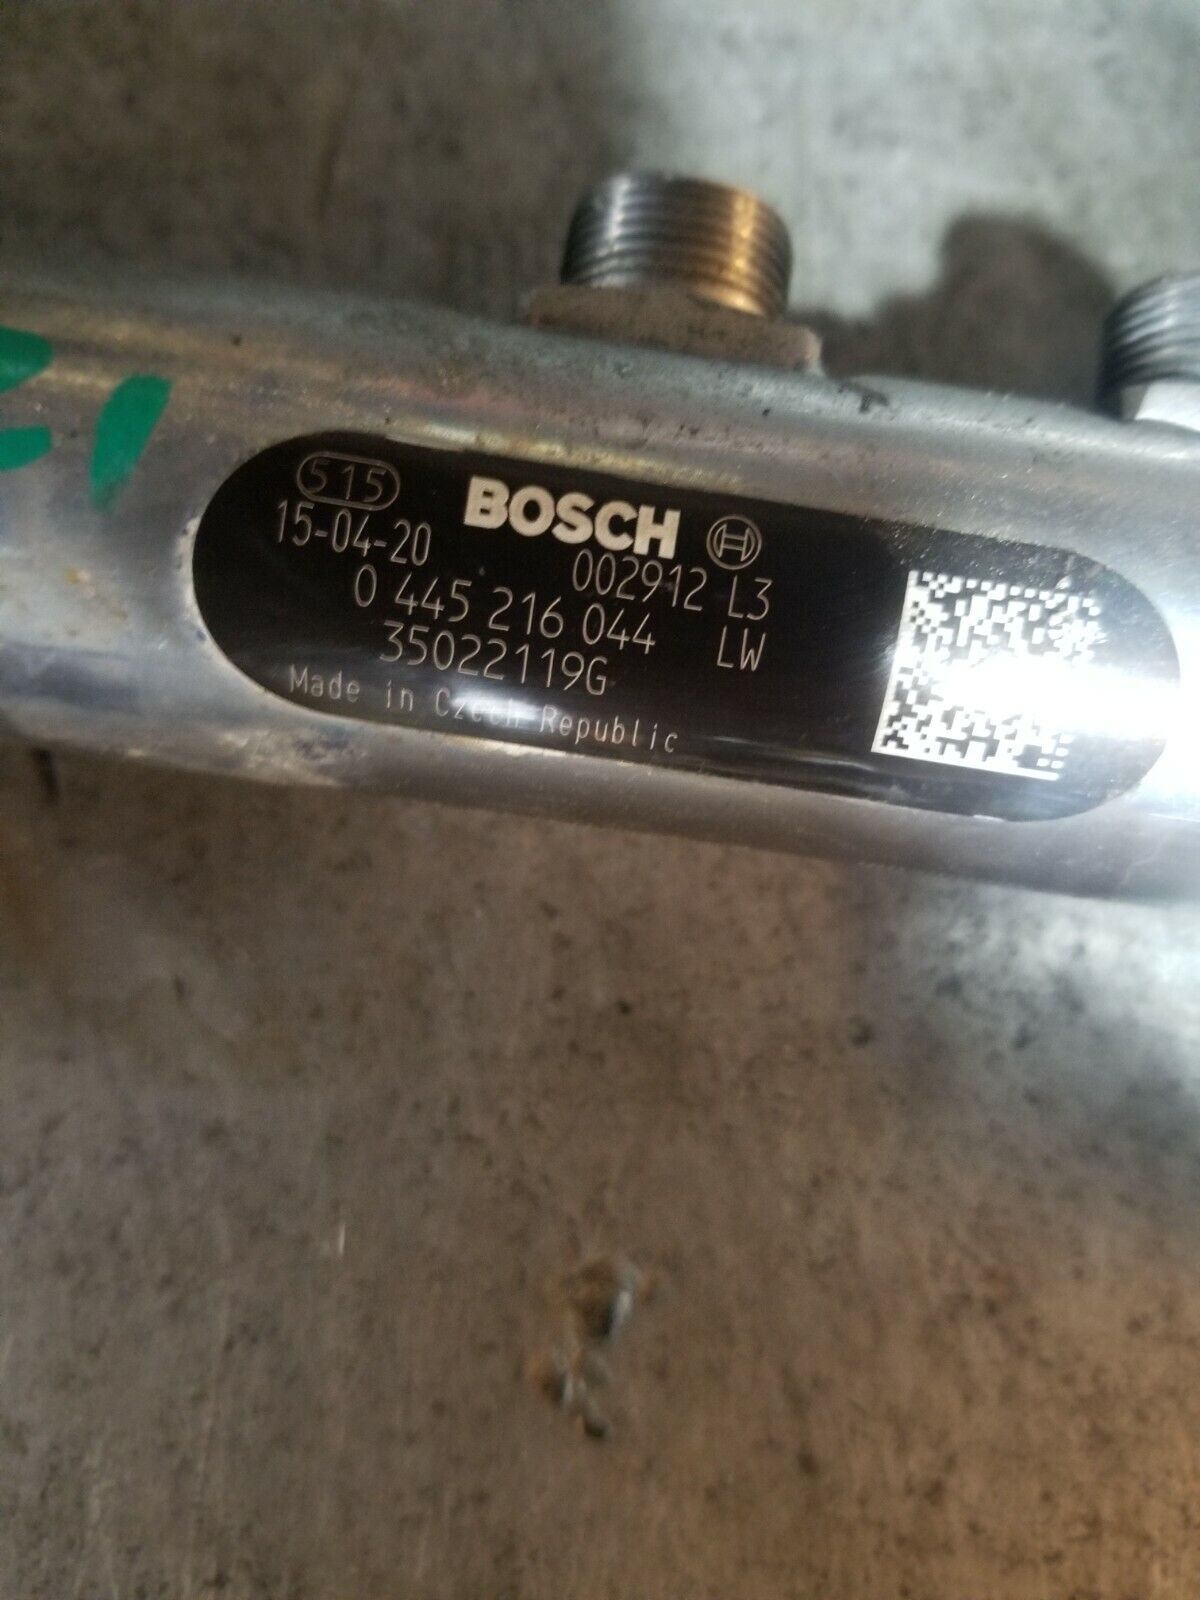 515
BOSCH
15-04-20 002912 L3
0 445 216 044 LW
35022119G
Made in Czech Republic